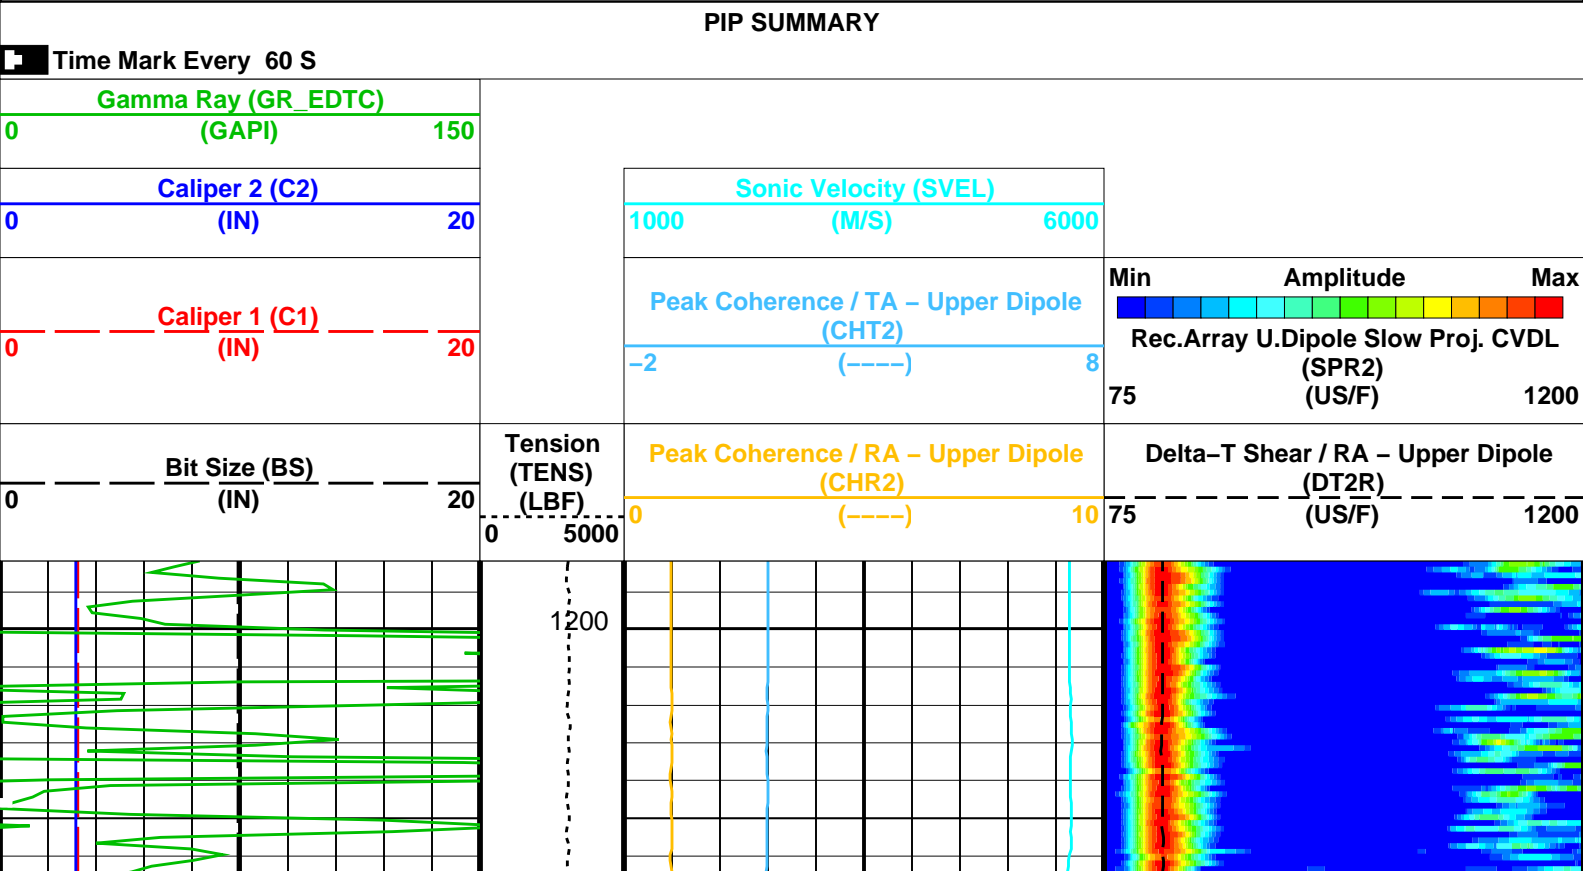 PIP SUMMARY
Time Mark Every 60 S
Gamma Ray (GR_EDTC)
0 (GAPI) 150
Caliper 2 (C2)
0 (IN) 20
Caliper 1 (C1)
0 (IN) 20
Bit Size (BS)
0 (IN) 20
Tension
(TENS)
(LBF)
0 5000
Sonic Velocity (SVEL)
1000 (M/S) 6000
Peak Coherence / TA – Upper Dipole
(CHT2)
–2 (––––) 8
Peak Coherence / RA – Upper Dipole
(CHR2)
0 (––––) 10
Min Amplitude Max
Rec.Array U.Dipole Slow Proj. CVDL
(SPR2)
75 (US/F) 1200
Delta–T Shear / RA – Upper Dipole
(DT2R)
75 (US/F) 1200
1200